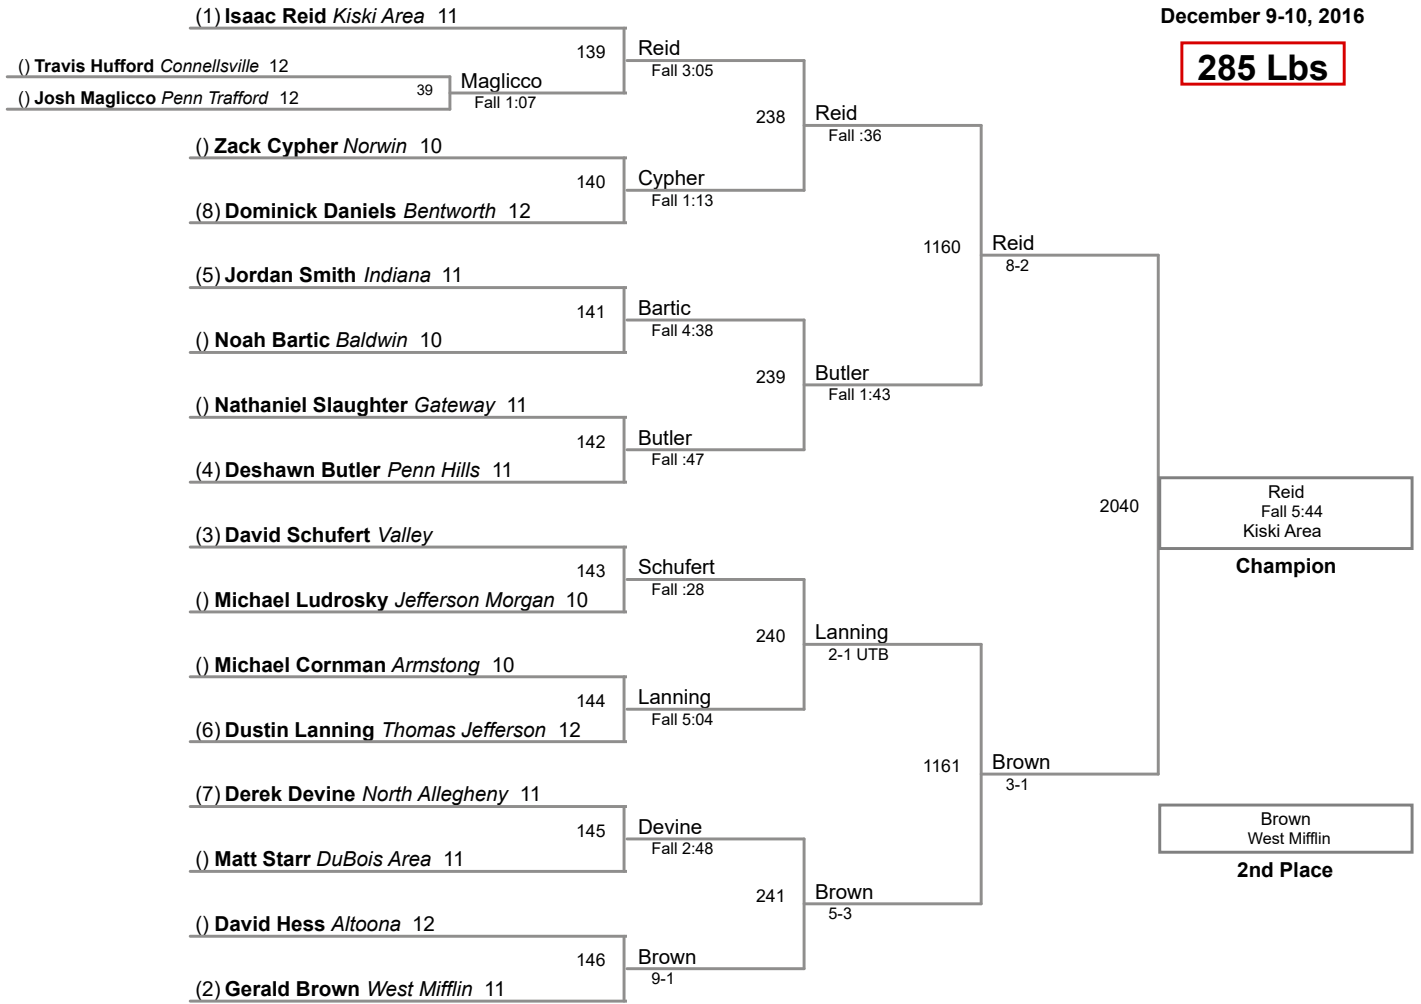 (1) Isaac Reid Kiski Area 11
December 9-10, 2016
285 Lbs
() Travis Hufford Connellsville 12
() Josh Maglicco Penn Trafford 12
39
Maglicco
Fall 1:07
139
Reid
Fall 3:05
() Zack Cypher Norwin 10
(8) Dominick Daniels Bentworth 12
140
Cypher
Fall 1:13
238
Reid
Fall :36
(5) Jordan Smith Indiana 11
() Noah Bartic Baldwin 10
141
Bartic
Fall 4:38
() Nathaniel Slaughter Gateway 11
(4) Deshawn Butler Penn Hills 11
142
Butler
Fall :47
239
Butler
Fall 1:43
1160
Reid
8-2
(3) David Schufert Valley
() Michael Ludrosky Jefferson Morgan 10
143
Schufert
Fall :28
() Michael Cornman Armstong 10
(6) Dustin Lanning Thomas Jefferson 12
144
Lanning
Fall 5:04
240
Lanning
2-1 UTB
(7) Derek Devine North Allegheny 11
() Matt Starr DuBois Area 11
145
Devine
Fall 2:48
() David Hess Altoona 12
(2) Gerald Brown West Mifflin 11
146
Brown
9-1
241
Brown
5-3
1161
Brown
3-1
2040
Reid
Fall 5:44
Kiski Area
Champion
Brown
West Mifflin
2nd Place